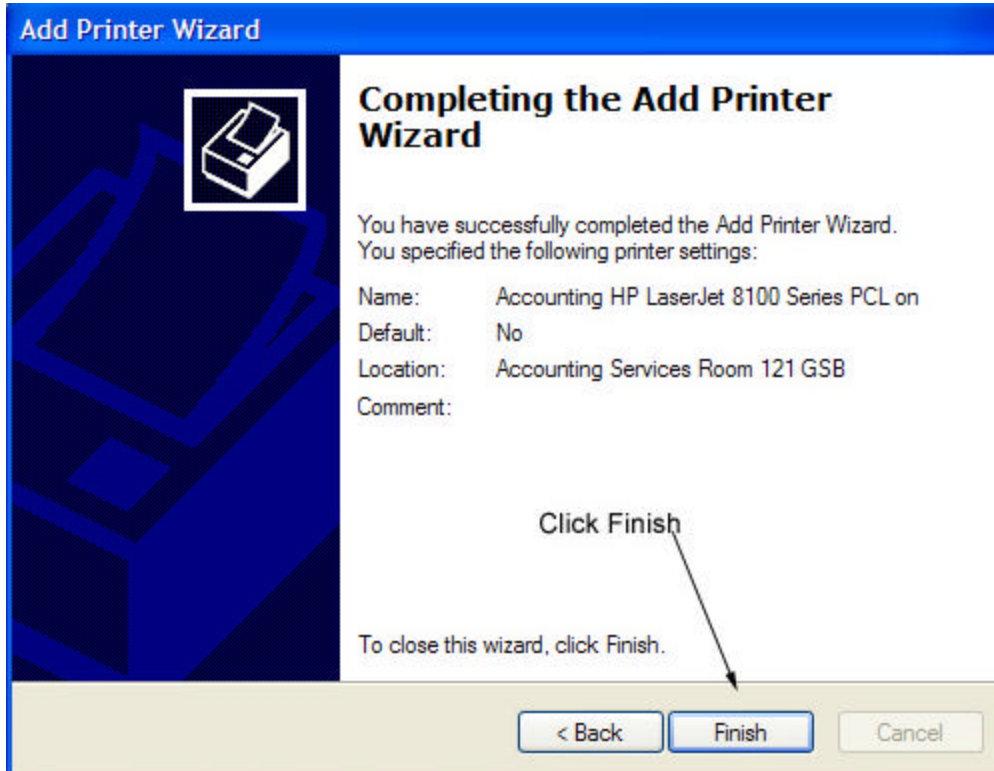 Add Printer Wizard
Completing the Add Printer
Wizard
You have successfully completed the Add Printer Wizard.
You specified the following printer settings:
Name: Accounting HP LaserJet 8100 Series PCL on
Default: No
Location: Accounting Services Room 121 GSB
Comment:
Click Finish
To close this wizard, click Finish.
< Back Finish Cancel